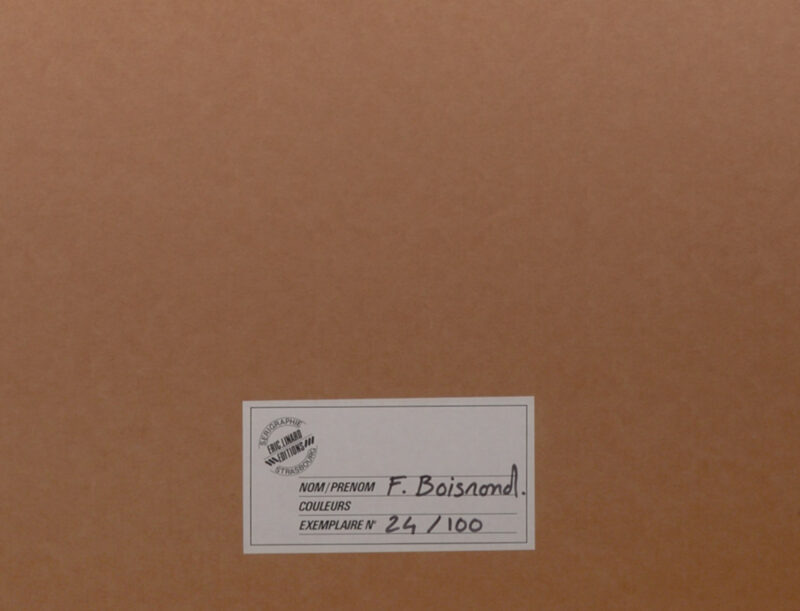 SERIGRAPHIE
ERIC LINARD
EDITIONS
STRASBOURG
NOM/PRENOM F. Boisrond.
COULEURS
EXEMPLAIRE N° 24/100